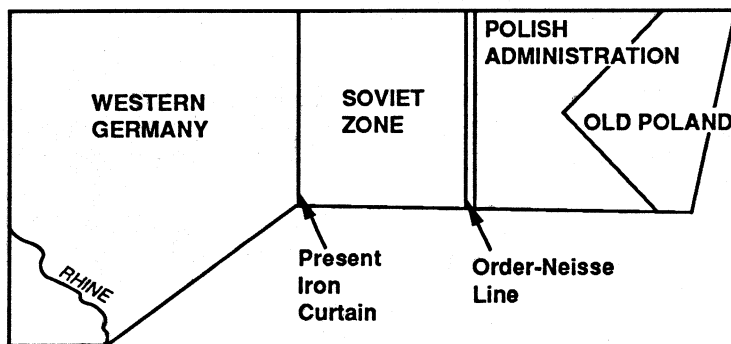 WESTERN
GERMANY
SOVIET
ZONE
POLISH
ADMINISTRATION
OLD POLAND
RHINE
Present
Iron
Curtain
Order-Neisse
Line